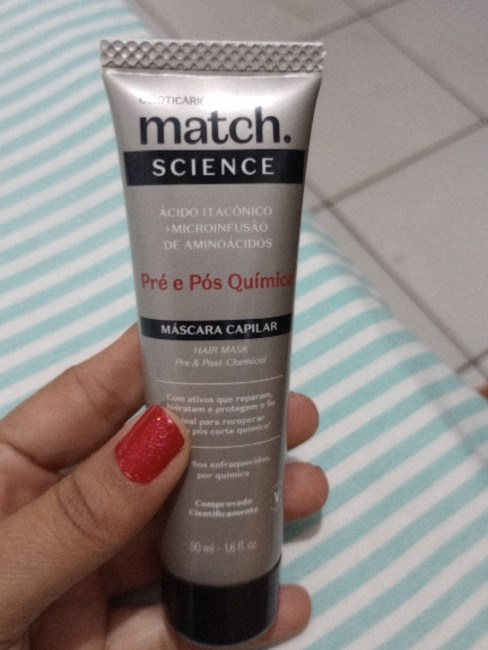 match.
SCIENCE
ÁCIDO ITACÔNICO
+MICROINFUSÃO
DE AMINOÁCIDOS
Pré e Pós Química
MÁSCARA CAPILAR
HAIR MASK
Pre & Post-Chemical
Com ativos que reparam,
hidratam e protegem o fio
para recuperar
pós corte químico
fios enfraquecidos
por química
Comprovado
Cientificamente
50 ml - 1.6 fl. oz